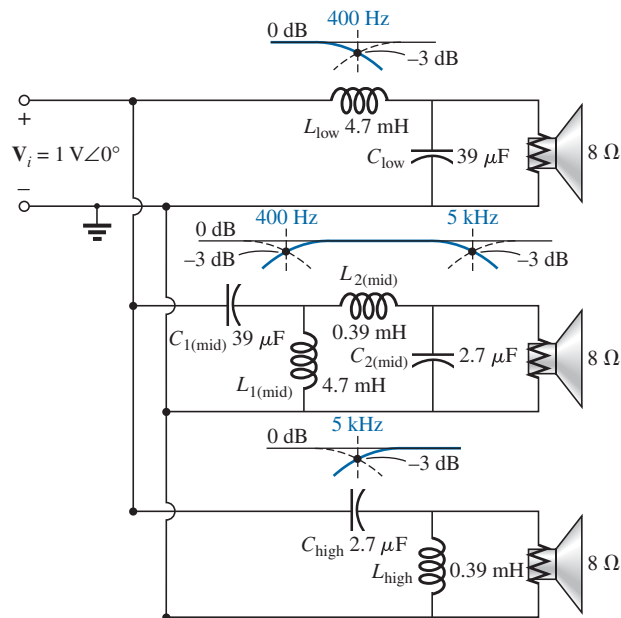 400 Hz
0 dB
–3 dB
+
L_low 4.7 mH
V_i = 1 V∠0°
C_low 39 μF
8 Ω
–
400 Hz 5 kHz
0 dB
–3 dB –3 dB
L_2(mid)
C_1(mid) 39 μF 0.39 mH
C_2(mid) 2.7 μF 8 Ω
L_1(mid) 4.7 mH
5 kHz
0 dB
–3 dB
C_high 2.7 μF
L_high 0.39 mH 8 Ω